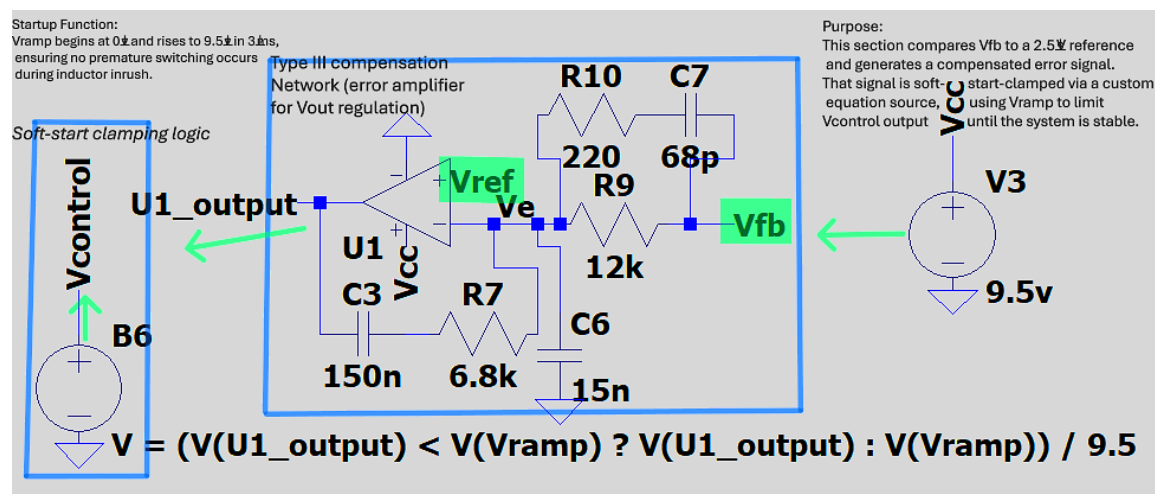 Startup Function:
Vramp begins at 0V and rises to 9.5V in 3ms,
ensuring no premature switching occurs
during inductor inrush.
Soft-start clamping logic
Type III compensation
Network (error amplifier
for Vout regulation)
Purpose:
This section compares Vfb to a 2.5V reference
and generates a compensated error signal.
That signal is soft-start-clamped via a custom
equation source, using Vramp to limit
Vcontrol output until the system is stable.
Vcontrol
B6
+
U1_output
U1
+
Vref
Vcc
Ve
C3
150n
R7
6.8k
R10
220
C7
68p
R9
12k
C6
15n
Vfb
Vcc
V3
+
9.5v
V = (V(U1_output) < V(Vramp) ? V(U1_output) : V(Vramp)) / 9.5